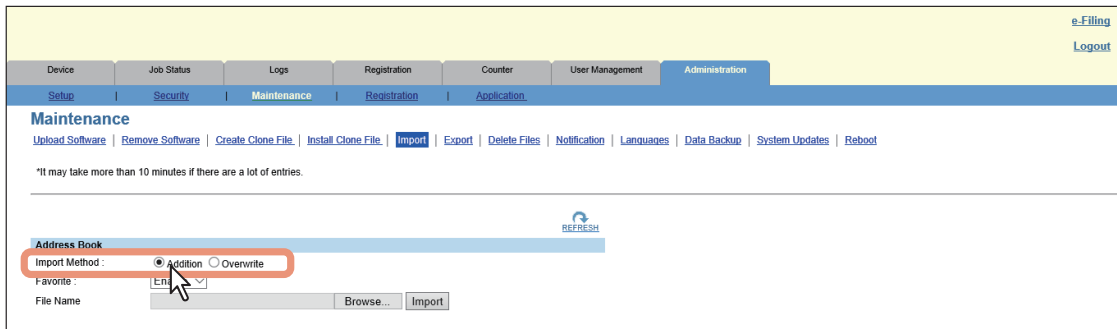 e-Filing
Logout
Device Job Status Logs Registration Counter User Management Administration
Setup | Security | Maintenance | Registration | Application
Maintenance
Upload Software | Remove Software | Create Clone File | Install Clone File | Import | Export | Delete Files | Notification | Languages | Data Backup | System Updates | Reboot
*It may take more than 10 minutes if there are a lot of entries.
REFRESH
Address Book
Import Method : Addition Overwrite
Favorite :
File Name Browse... Import